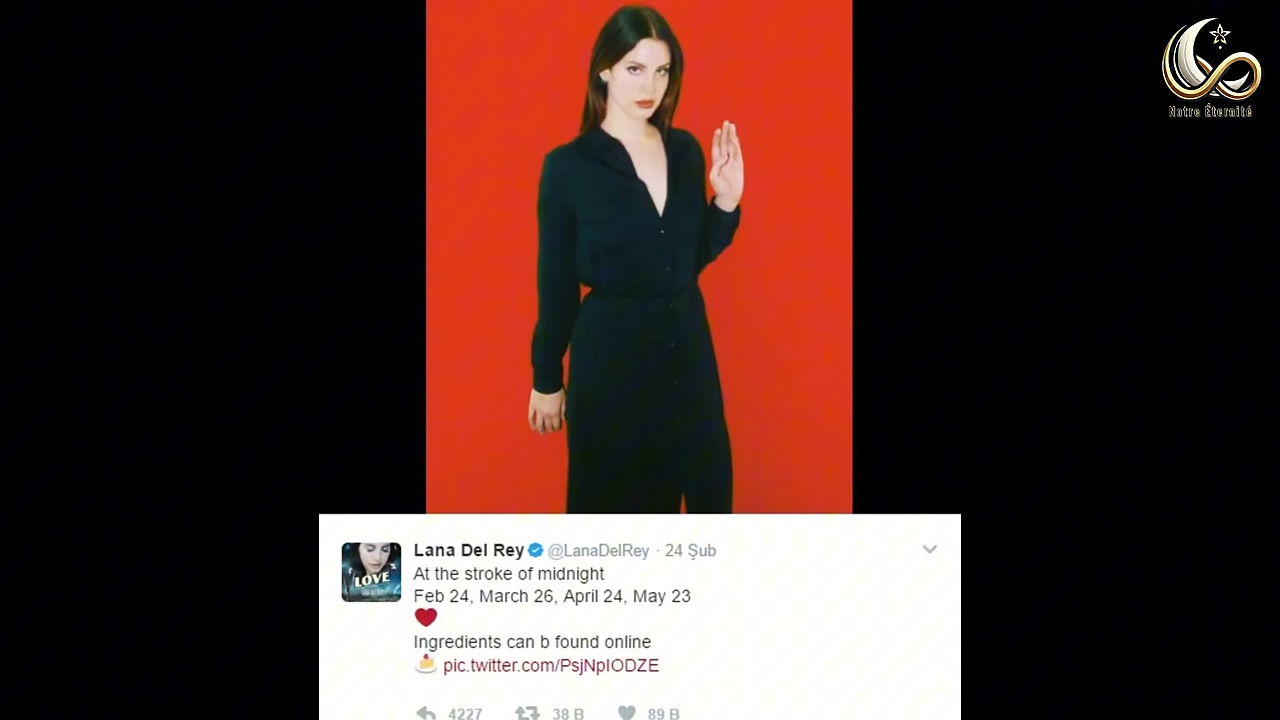 Notre Éternité
Lana Del Rey @LanaDelRey · 24 Şub
LOVE
At the stroke of midnight
Feb 24, March 26, April 24, May 23
❤️
Ingredients can b found online
🍰 pic.twitter.com/PsjNpIODZE
4227 38 B 89 B